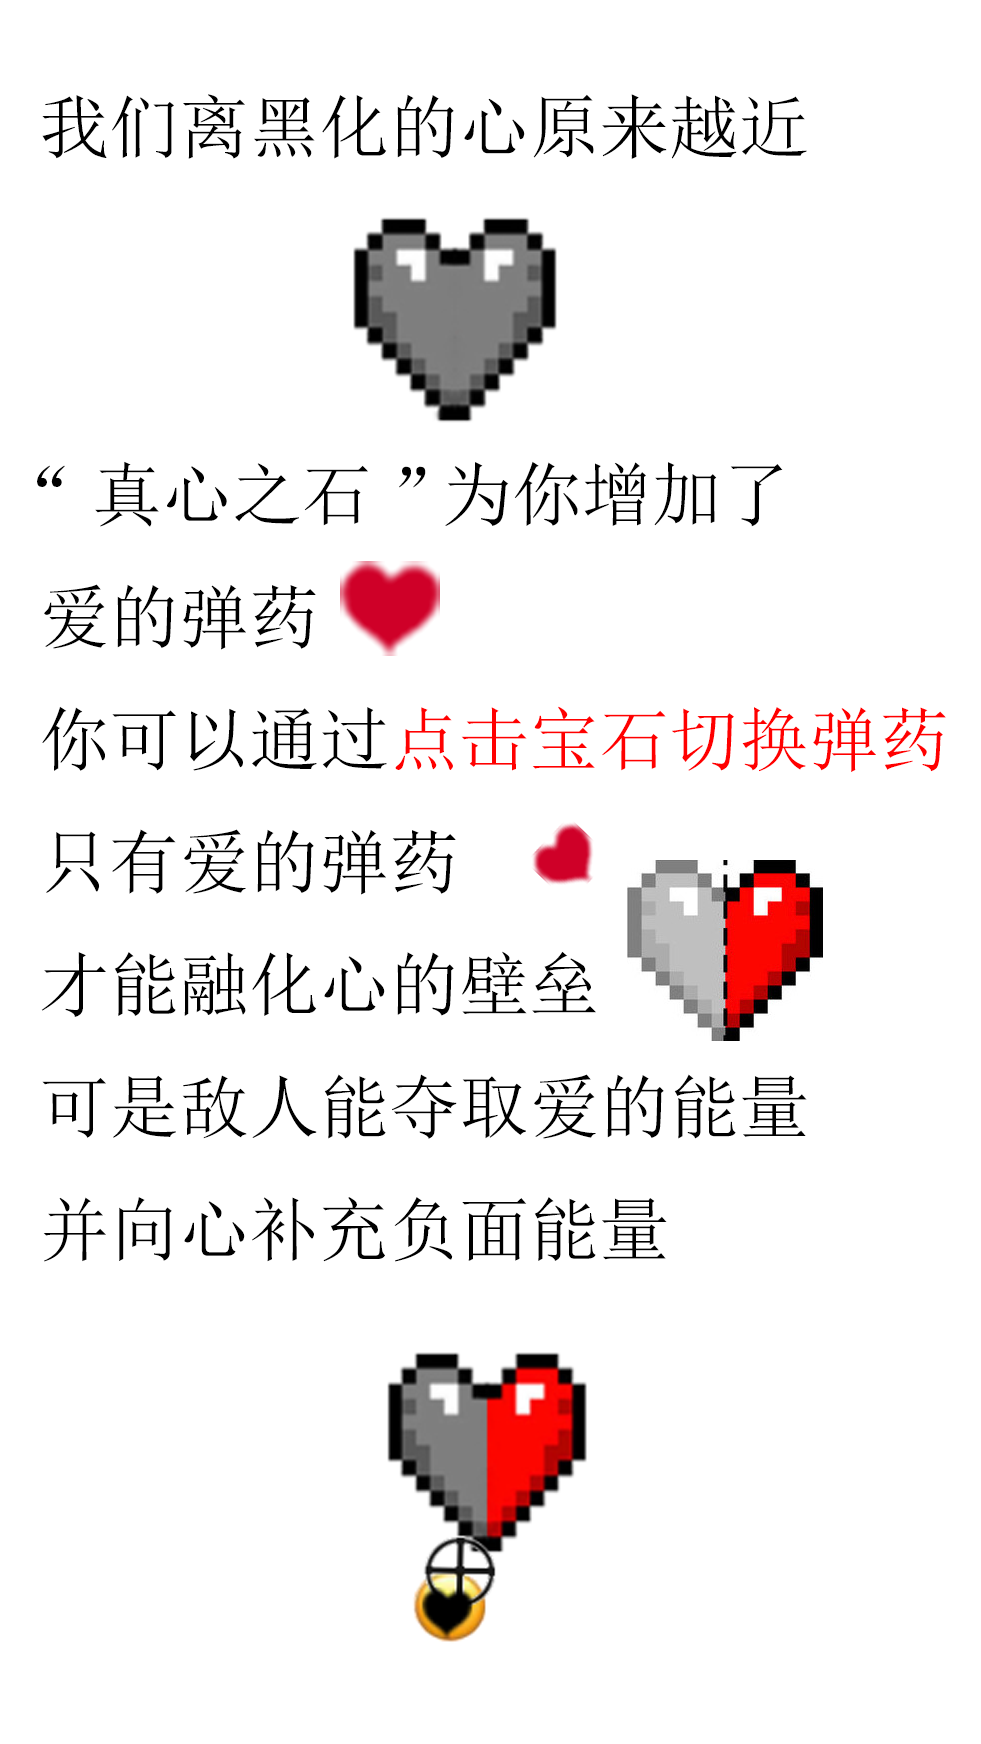 我们离黑化的心原来越近
“真心之石”为你增加了
爱的弹药
你可以通过点击宝石切换弹药
只有爱的弹药
才能融化心的壁垒
可是敌人能夺取爱的能量
并向心补充负面能量